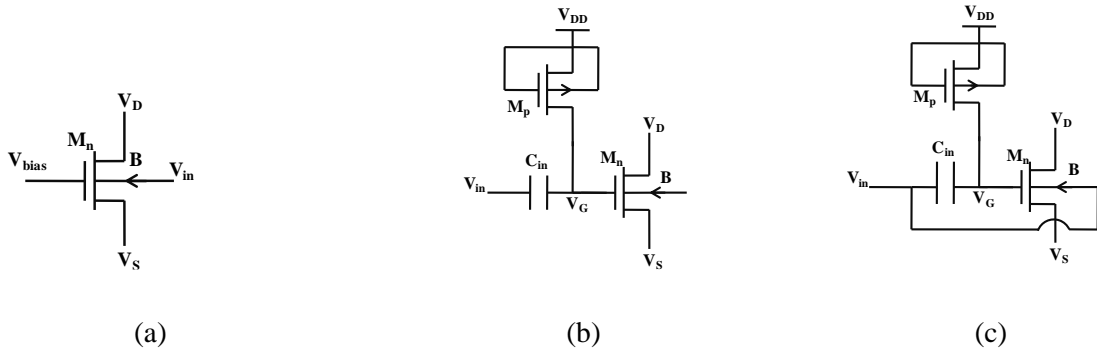 V_D
M_n
B
V_bias
V_in
V_S
(a)
V_DD
M_p
V_D
C_in
M_n
B
V_in
V_G
V_S
(b)
V_DD
M_p
V_D
C_in
M_n
B
V_in
V_G
V_S
(c)